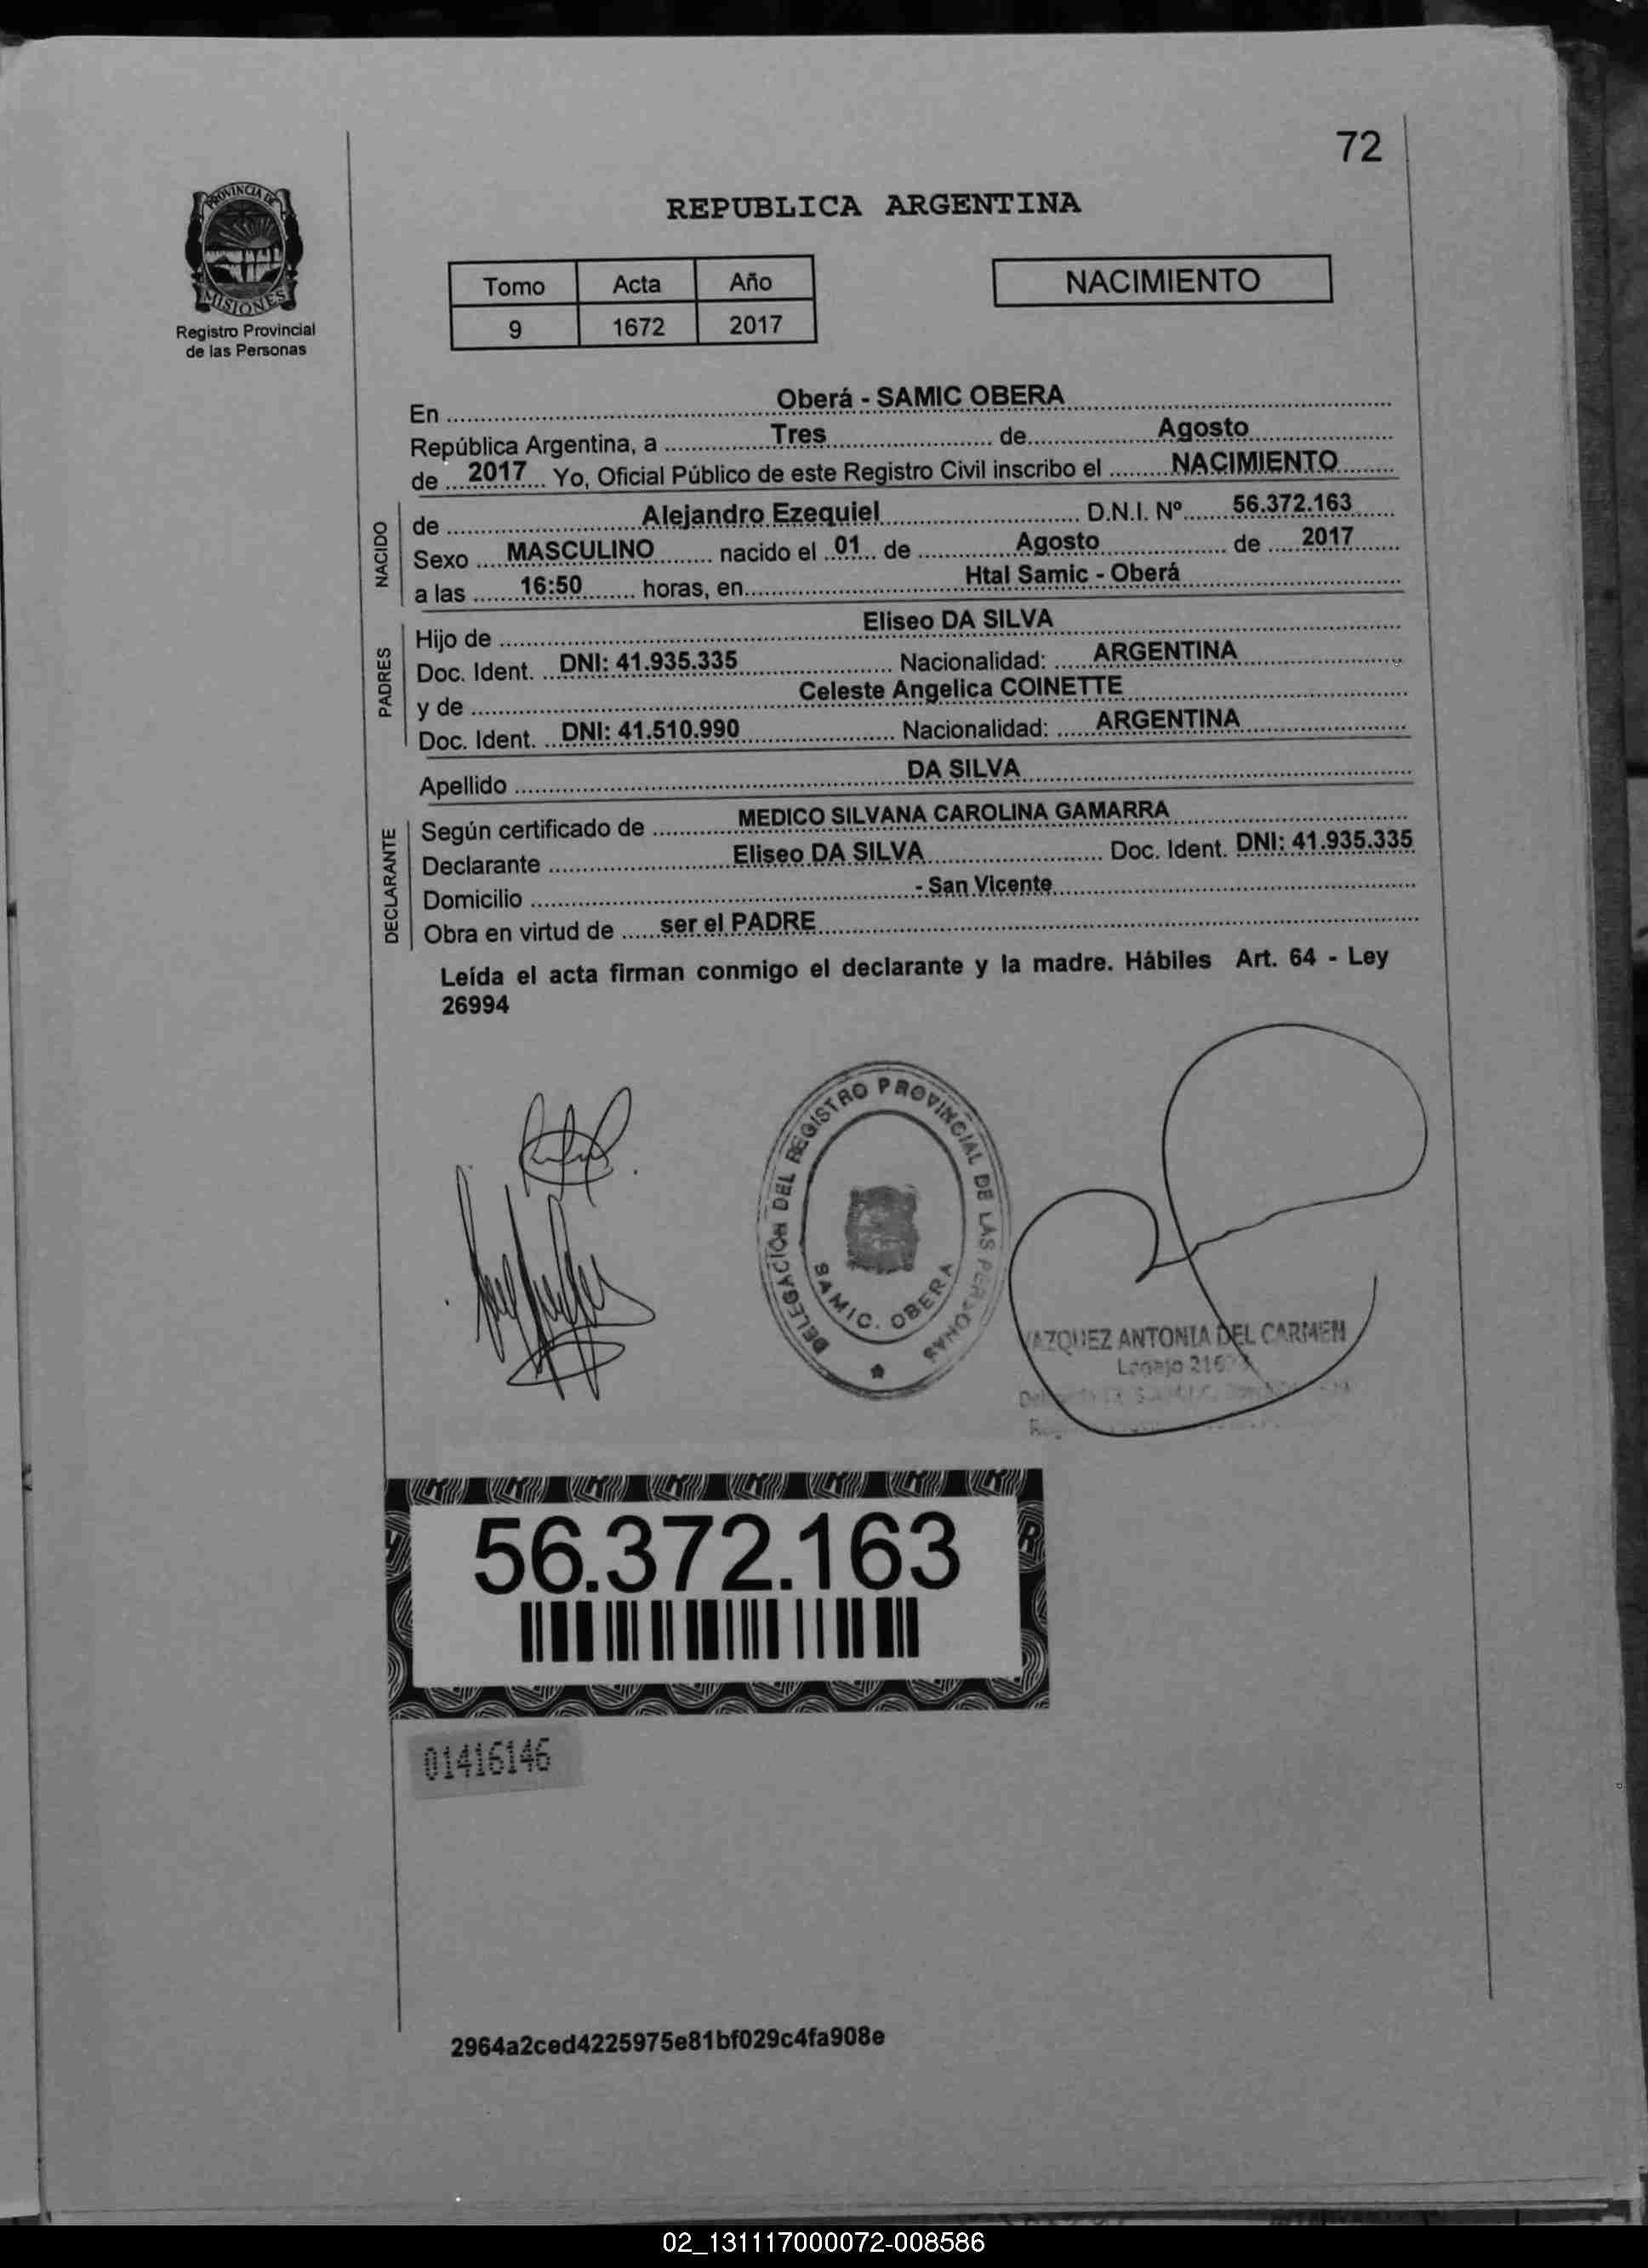 72
PROVINCIA DE
MISIONES
Registro Provincial
de las Personas
REPUBLICA ARGENTINA
Tomo Acta Año
9 1672 2017
NACIMIENTO
En Oberá - SAMIC OBERA
República Argentina, a Tres de Agosto
de 2017 Yo, Oficial Público de este Registro Civil inscribo el NACIMIENTO
NACIDO
de Alejandro Ezequiel D.N.I. Nº 56.372.163
Sexo MASCULINO nacido el 01 de Agosto de 2017
a las 16:50 horas, en Htal Samic - Oberá
PADRES
Hijo de Eliseo DA SILVA
Doc. Ident. DNI: 41.935.335 Nacionalidad: ARGENTINA
y de Celeste Angelica COINETTE
Doc. Ident. DNI: 41.510.990 Nacionalidad: ARGENTINA
Apellido DA SILVA
DECLARANTE
Según certificado de MEDICO SILVANA CAROLINA GAMARRA
Declarante Eliseo DA SILVA Doc. Ident. DNI: 41.935.335
Domicilio - San Vicente
Obra en virtud de ser el PADRE
Leída el acta firman conmigo el declarante y la madre. Hábiles Art. 64 - Ley
26994
DELEGACIÓN DEL REGISTRO PROVINCIAL DE LAS PERSONAS
SAMIC. OBERA
VAZQUEZ ANTONIA DEL CARMEN
Legajo
56.372.163
01416146
2964a2ced4225975e81bf029c4fa908e
02_131117000072-008586